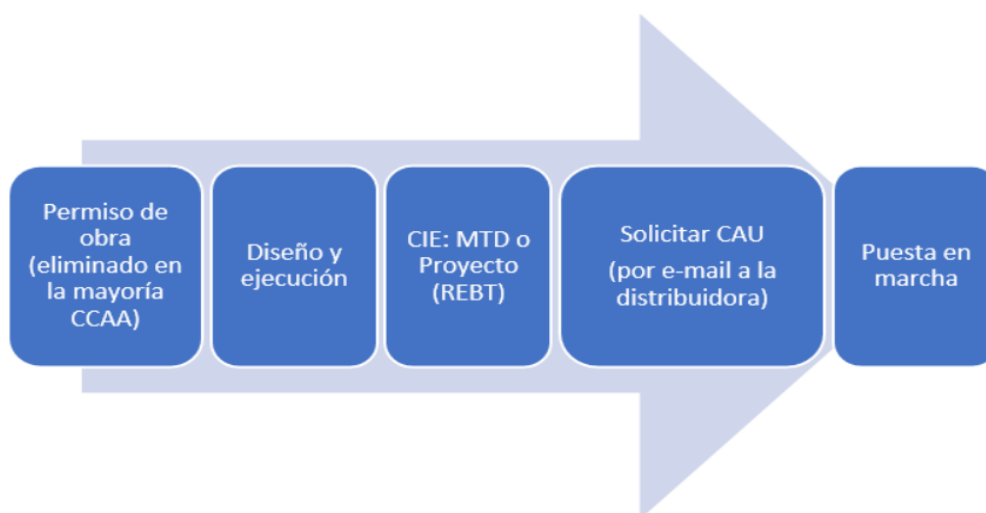 Permiso de
obra
(eliminado en
la mayoría
CCAA)
Diseño y
ejecución
CIE: MTD o
Proyecto
(REBT)
Solicitar CAU
(por e-mail a la
distribuidora)
Puesta en
marcha